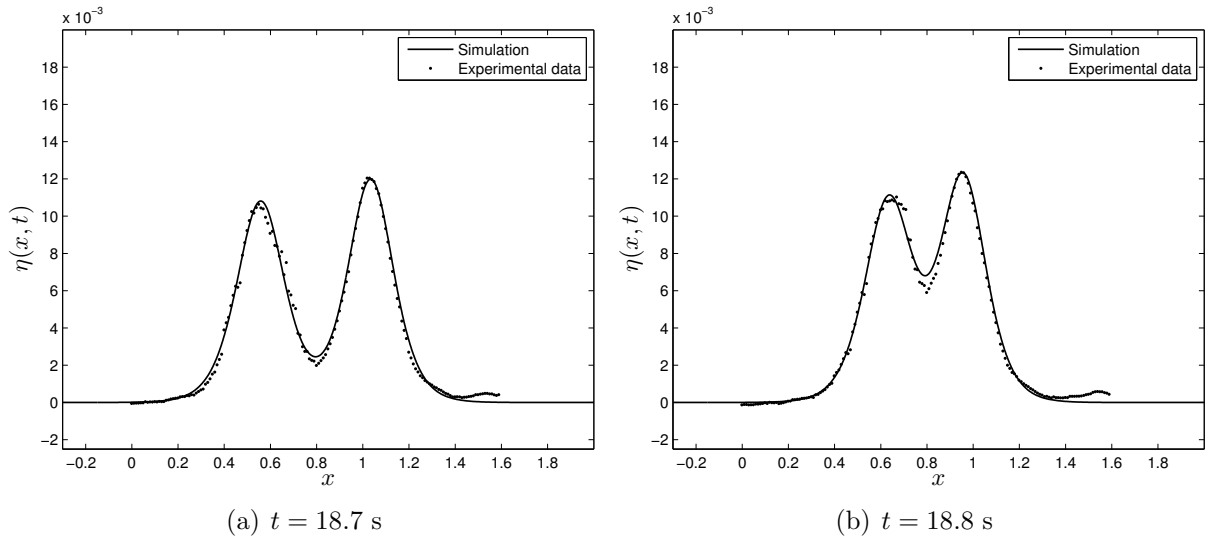 x 10⁻³
18
16
14
12
10
8
6
4
2
0
−2
η(x, t)
Simulation
Experimental data
−0.2 0 0.2 0.4 0.6 0.8 1 1.2 1.4 1.6 1.8
x
(a) t = 18.7 s
x 10⁻³
18
16
14
12
10
8
6
4
2
0
−2
η(x, t)
Simulation
Experimental data
−0.2 0 0.2 0.4 0.6 0.8 1 1.2 1.4 1.6 1.8
x
(b) t = 18.8 s